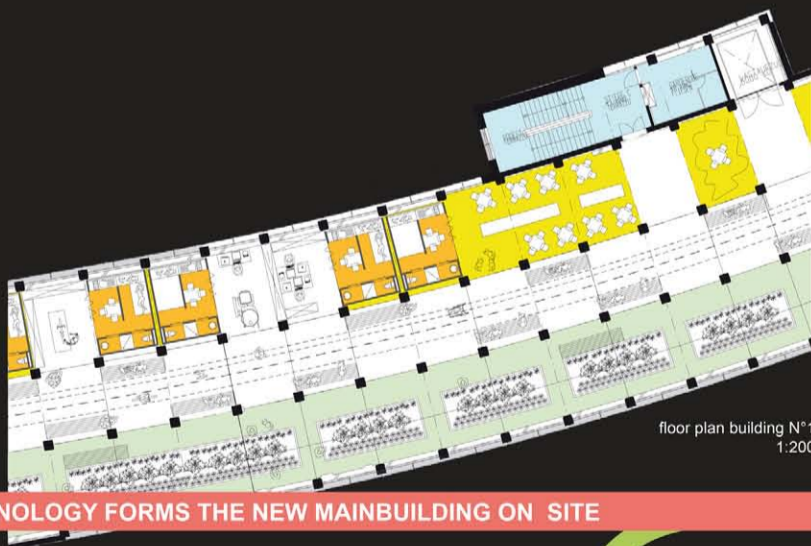 floor plan building N°1
1:200
NOLOGY FORMS THE NEW MAINBUILDING ON SITE